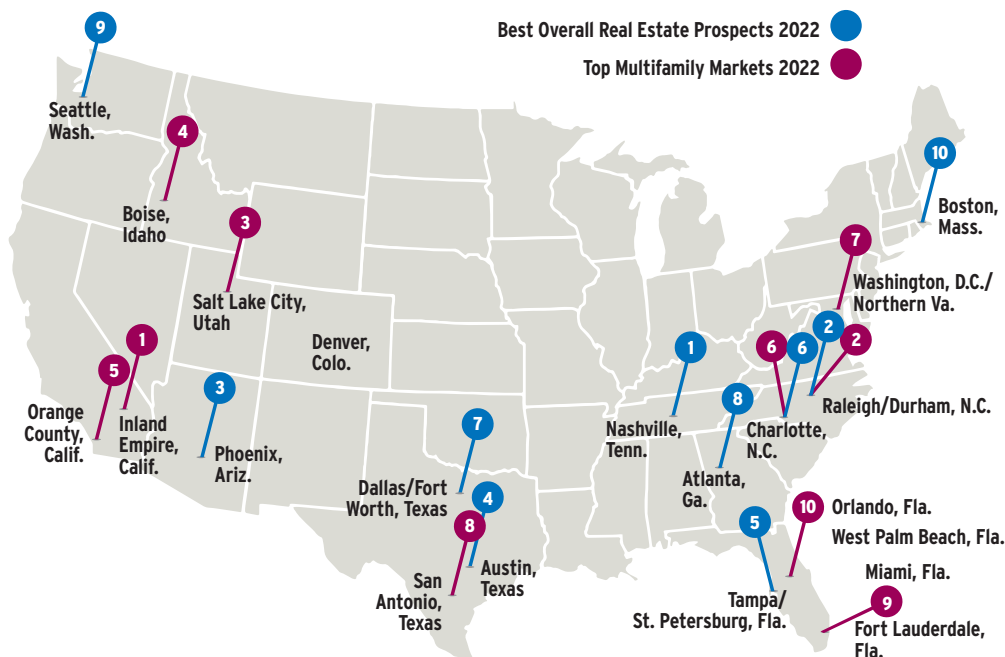 Best Overall Real Estate Prospects 2022
Top Multifamily Markets 2022
9
Seattle,
Wash.
4
Boise,
Idaho
3
Salt Lake City,
Utah
Denver,
Colo.
1
5
Orange
County,
Calif.
Inland
Empire,
Calif.
3
Phoenix,
Ariz.
7
Dallas/Fort
Worth, Texas
4
8
Austin,
Texas
San
Antonio,
Texas
1
Nashville,
Tenn.
8
Atlanta,
Ga.
6
6
Charlotte,
N.C.
2
2
Raleigh/Durham, N.C.
7
Washington, D.C./
Northern Va.
10
Boston,
Mass.
5
Tampa/
St. Petersburg, Fla.
10
Orlando, Fla.
West Palm Beach, Fla.
Miami, Fla.
9
Fort Lauderdale,
Fla.